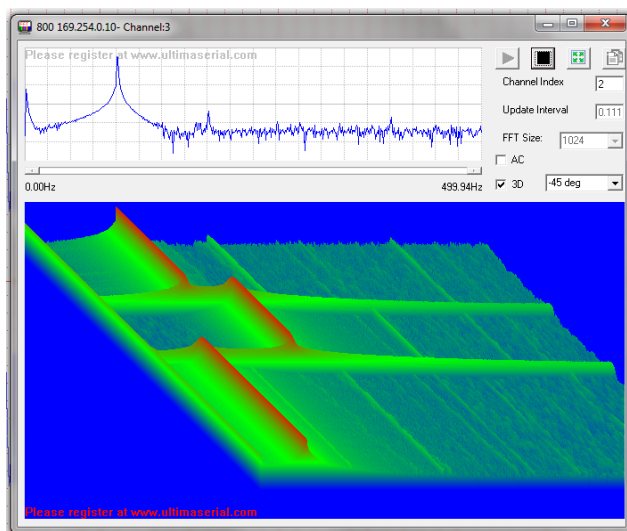 800 169.254.0.10- Channel:3
Please register at www.ultimaserial.com
Channel Index
2
Update Interval
0.111
FFT Size:
1024
AC
3D
-45 deg
0.00Hz
499.94Hz
Please register at www.ultimaserial.com